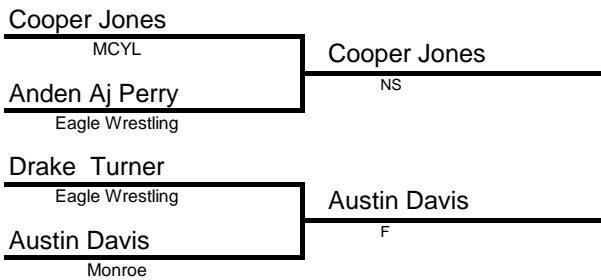 Cooper Jones
MCYL
Cooper Jones
NS
Anden Aj Perry
Eagle Wrestling
Drake Turner
Eagle Wrestling
Austin Davis
F
Austin Davis
Monroe